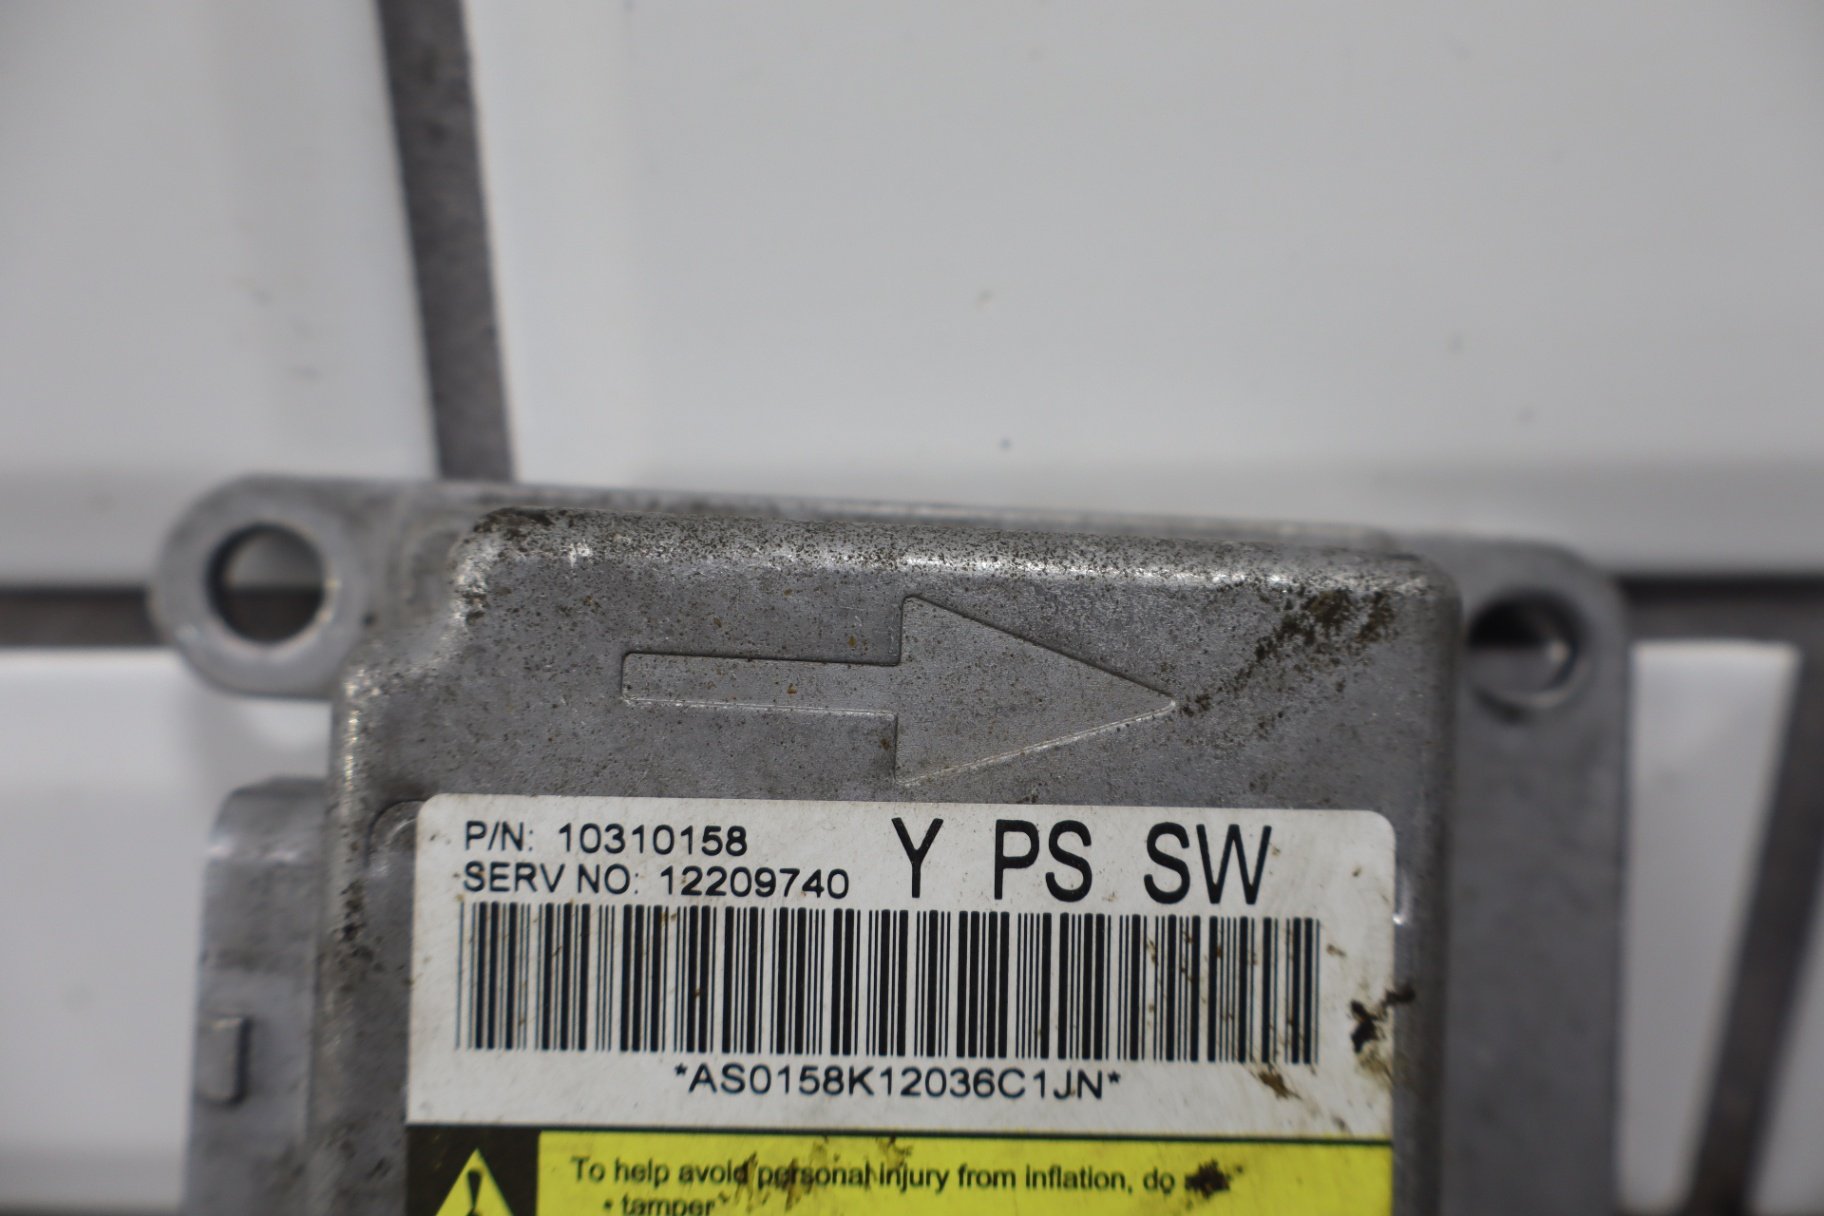 P/N: 10310158
SERV NO: 12209740
Y PS SW
*AS0158K12036C1JN*
To help avoid personal injury from inflation, do
• tamper